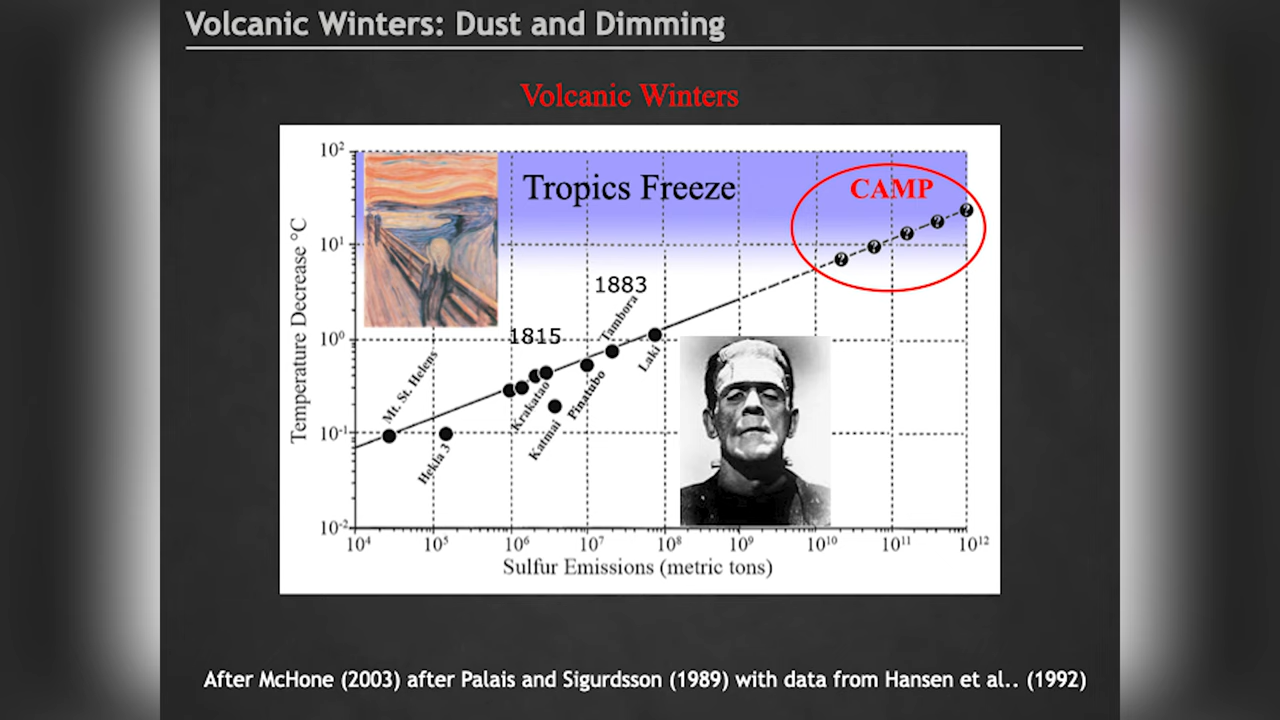 Volcanic Winters: Dust and Dimming
Volcanic Winters
10²
10¹
10⁰
10⁻¹
10⁻²
Temperature Decrease °C
Tropics Freeze
CAMP
? ? ? ? ?
1883
1815
Mt. St. Helens
Hekla 3
Krakatao
Katmai
Pinatubo
Tambora
Laki
10⁴ 10⁵ 10⁶ 10⁷ 10⁸ 10⁹ 10¹⁰ 10¹¹ 10¹²
Sulfur Emissions (metric tons)
After McHone (2003) after Palais and Sigurdsson (1989) with data from Hansen et al.. (1992)